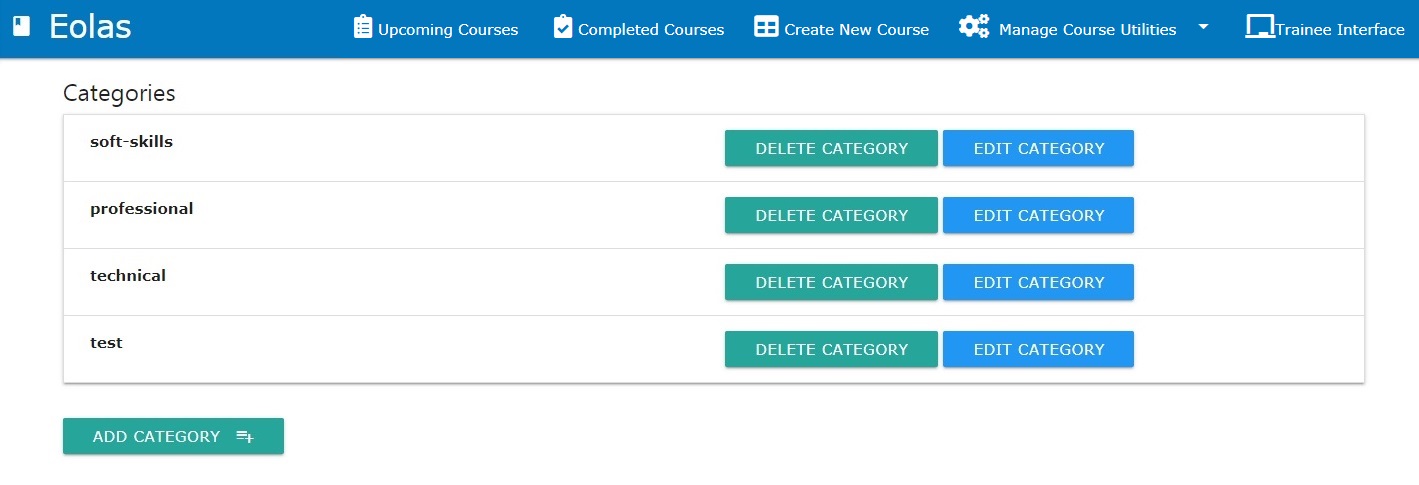 Eolas Upcoming Courses Completed Courses Create New Course Manage Course Utilities Trainee Interface
Categories
soft-skills DELETE CATEGORY EDIT CATEGORY
professional DELETE CATEGORY EDIT CATEGORY
technical DELETE CATEGORY EDIT CATEGORY
test DELETE CATEGORY EDIT CATEGORY
ADD CATEGORY